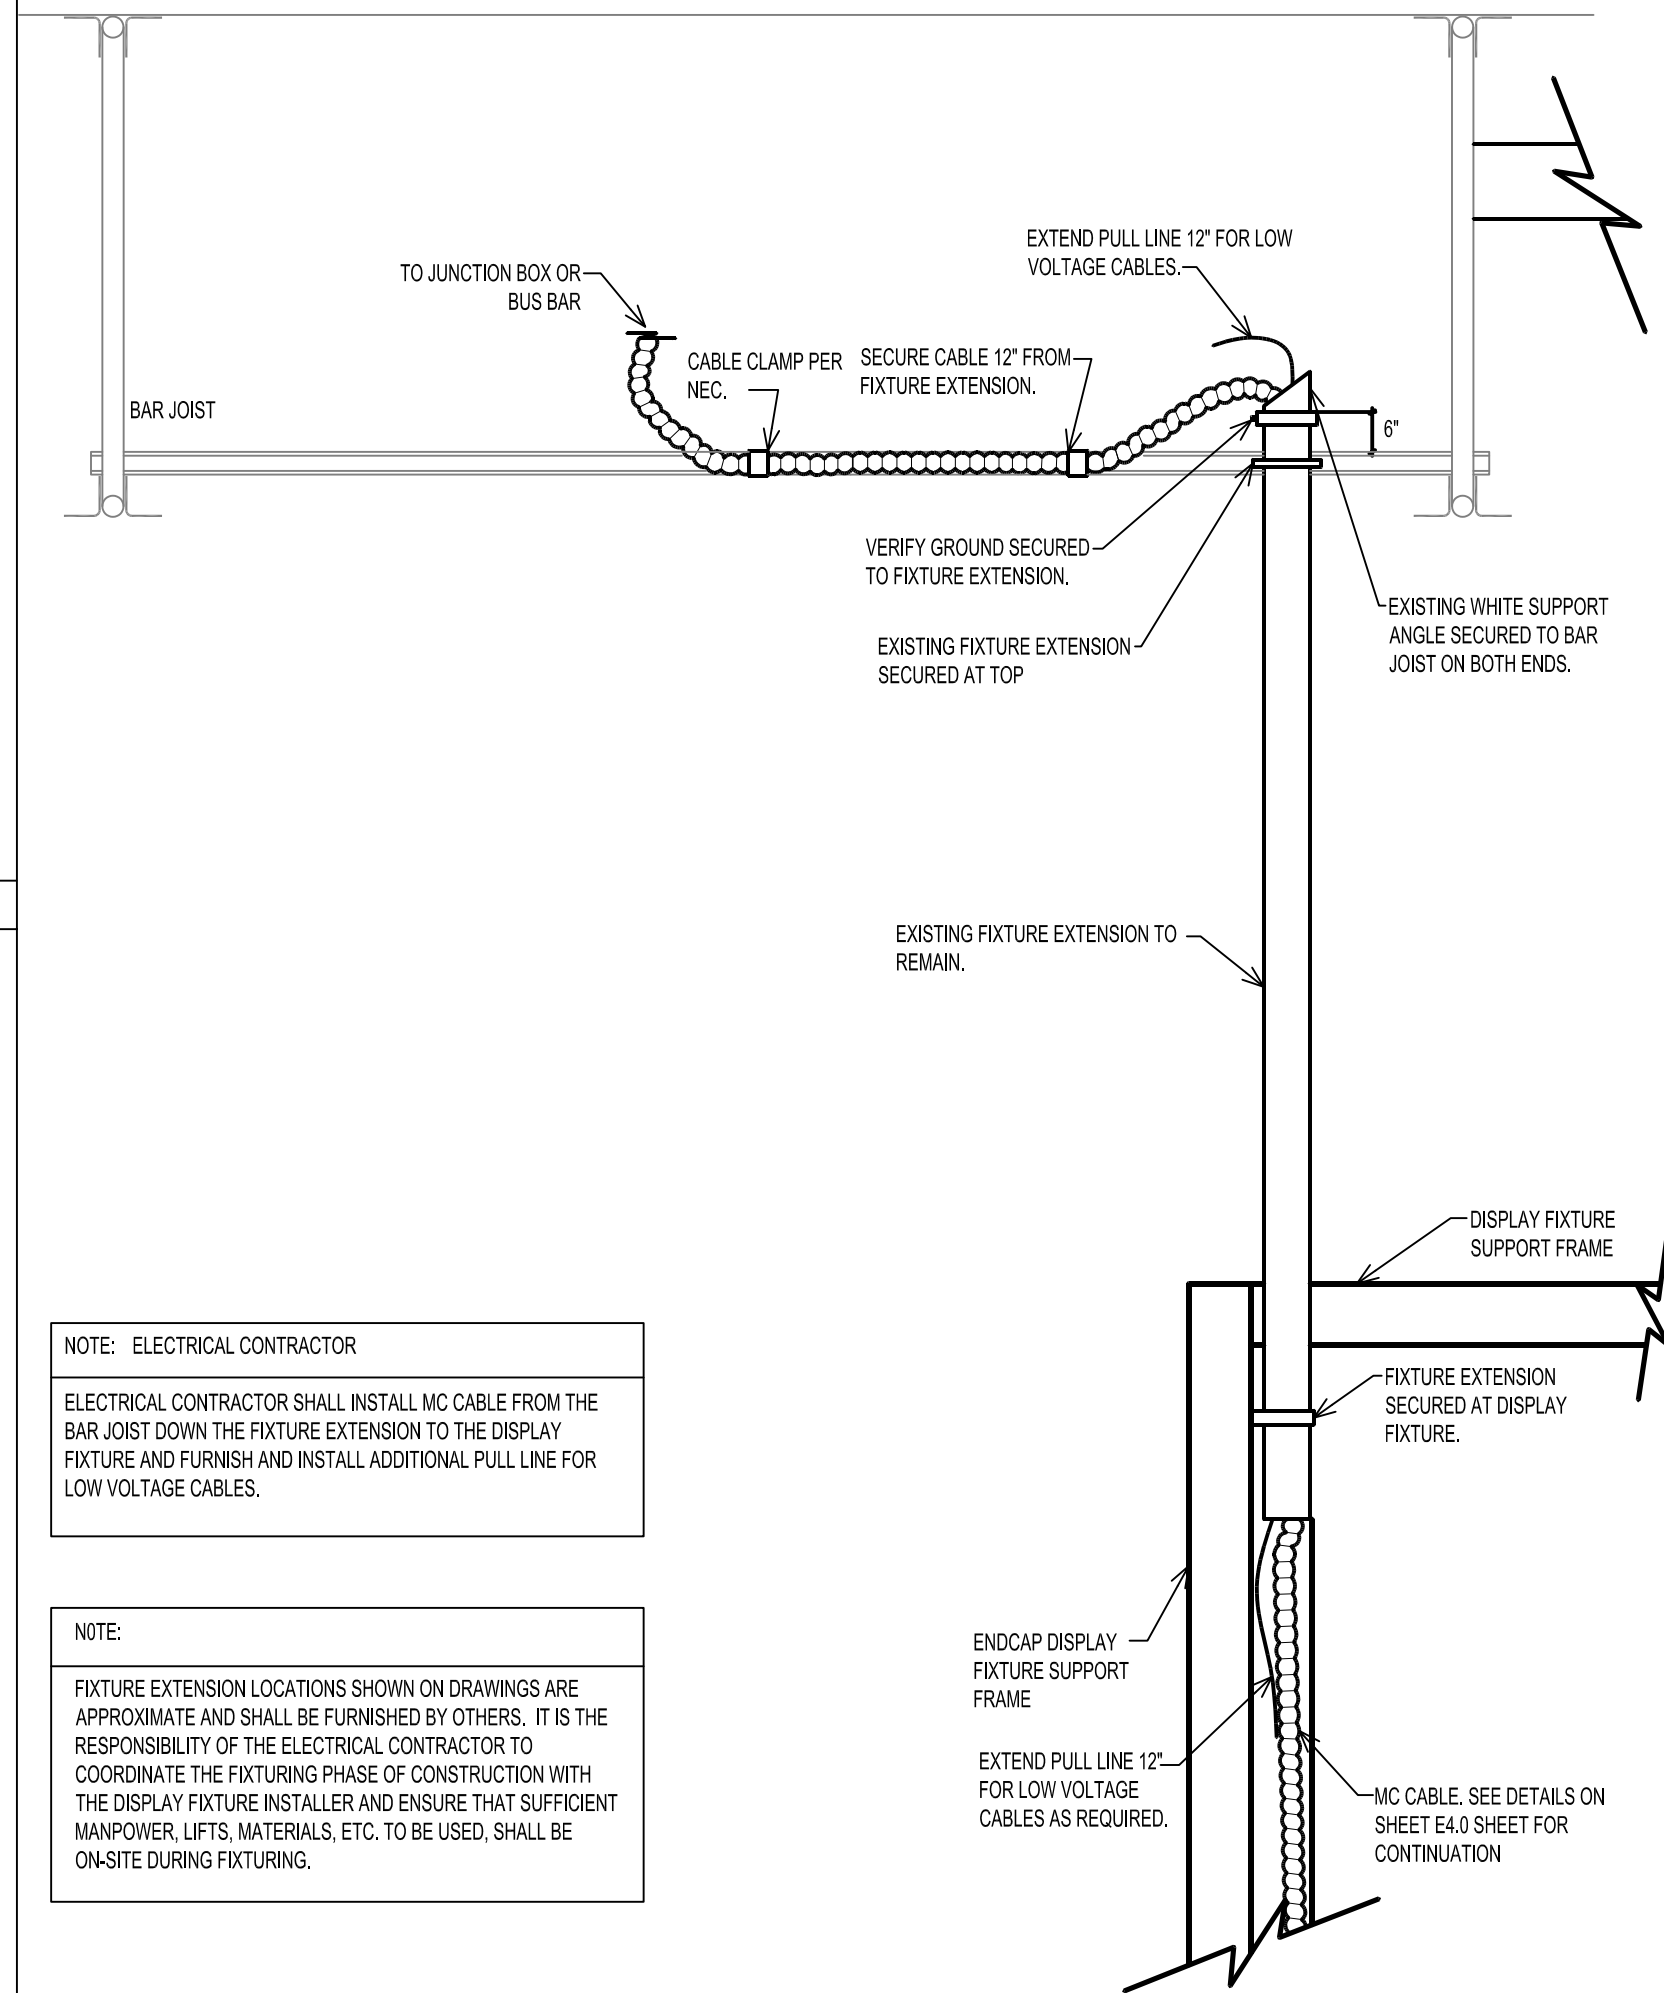 EXTEND PULL LINE 12" FOR LOW
VOLTAGE CABLES.
TO JUNCTION BOX OR
BUS BAR
CABLE CLAMP PER
NEC.
SECURE CABLE 12" FROM
FIXTURE EXTENSION.
BAR JOIST
6"
VERIFY GROUND SECURED
TO FIXTURE EXTENSION.
EXISTING WHITE SUPPORT
ANGLE SECURED TO BAR
JOIST ON BOTH ENDS.
EXISTING FIXTURE EXTENSION
SECURED AT TOP
EXISTING FIXTURE EXTENSION TO
REMAIN.
DISPLAY FIXTURE
SUPPORT FRAME
FIXTURE EXTENSION
SECURED AT DISPLAY
FIXTURE.
NOTE: ELECTRICAL CONTRACTOR
ELECTRICAL CONTRACTOR SHALL INSTALL MC CABLE FROM THE
BAR JOIST DOWN THE FIXTURE EXTENSION TO THE DISPLAY
FIXTURE AND FURNISH AND INSTALL ADDITIONAL PULL LINE FOR
LOW VOLTAGE CABLES.
NOTE:
FIXTURE EXTENSION LOCATIONS SHOWN ON DRAWINGS ARE
APPROXIMATE AND SHALL BE FURNISHED BY OTHERS. IT IS THE
RESPONSIBILITY OF THE ELECTRICAL CONTRACTOR TO
COORDINATE THE FIXTURING PHASE OF CONSTRUCTION WITH
THE DISPLAY FIXTURE INSTALLER AND ENSURE THAT SUFFICIENT
MANPOWER, LIFTS, MATERIALS, ETC. TO BE USED, SHALL BE
ON-SITE DURING FIXTURING.
ENDCAP DISPLAY
FIXTURE SUPPORT
FRAME
EXTEND PULL LINE 12"
FOR LOW VOLTAGE
CABLES AS REQUIRED.
MC CABLE. SEE DETAILS ON
SHEET E4.0 SHEET FOR
CONTINUATION